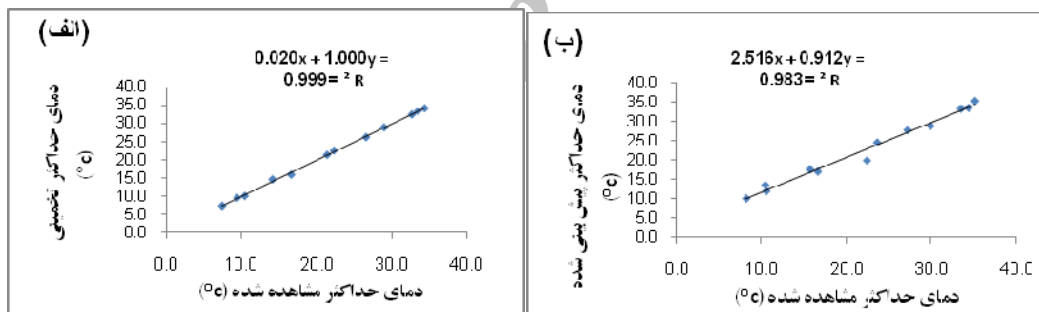 (الف)
0.020x + 1.000y =
0.999 = ² R
دمای حداکثر تخمینی
(°c)
40.0
35.0
30.0
25.0
20.0
15.0
10.0
5.0
0.0
0.0 10.0 20.0 30.0 40.0
دمای حداکثر مشاهده شده (°c)
(ب)
2.516x + 0.912y =
0.983 = ² R
دمای حداکثر پیش بینی شده
(°c)
40.0
35.0
30.0
25.0
20.0
15.0
10.0
5.0
0.0
0.0 10.0 20.0 30.0 40.0
دمای حداکثر مشاهده شده (°c)